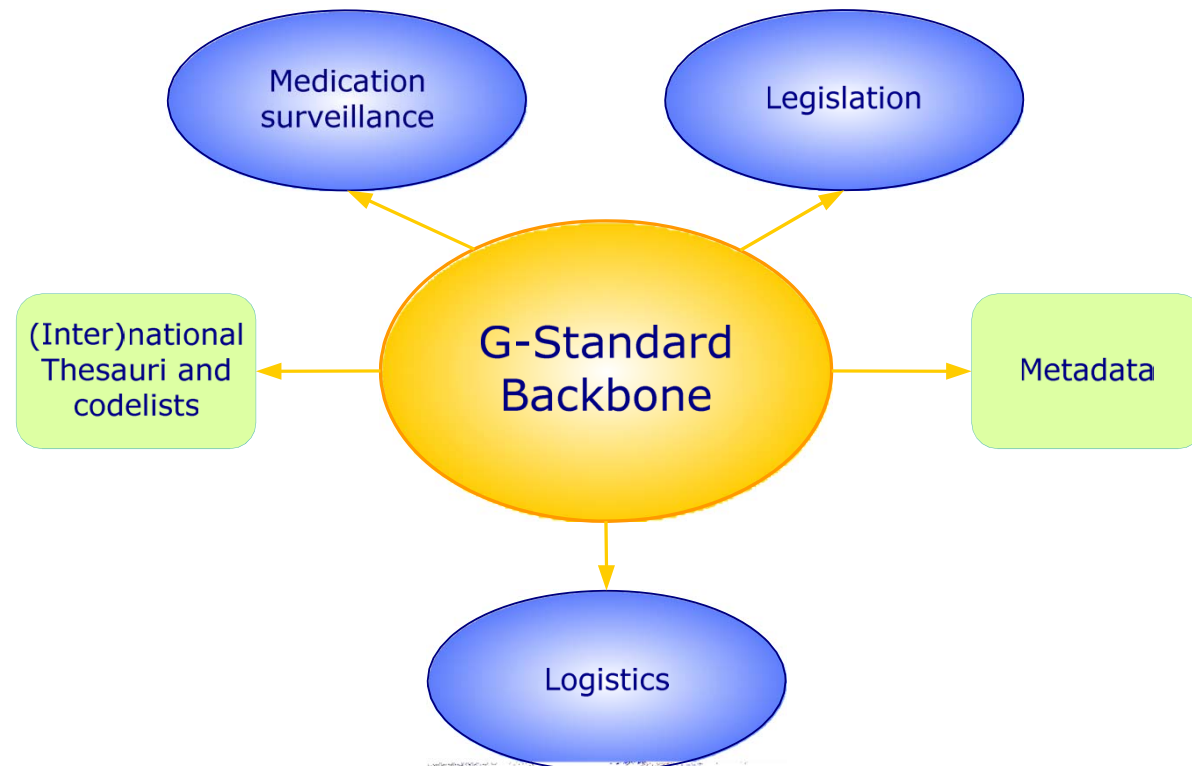 Medication
surveillance
Legislation
(Inter)national
Thesauri and
codelists
G-Standard
Backbone
Metadata
Logistics